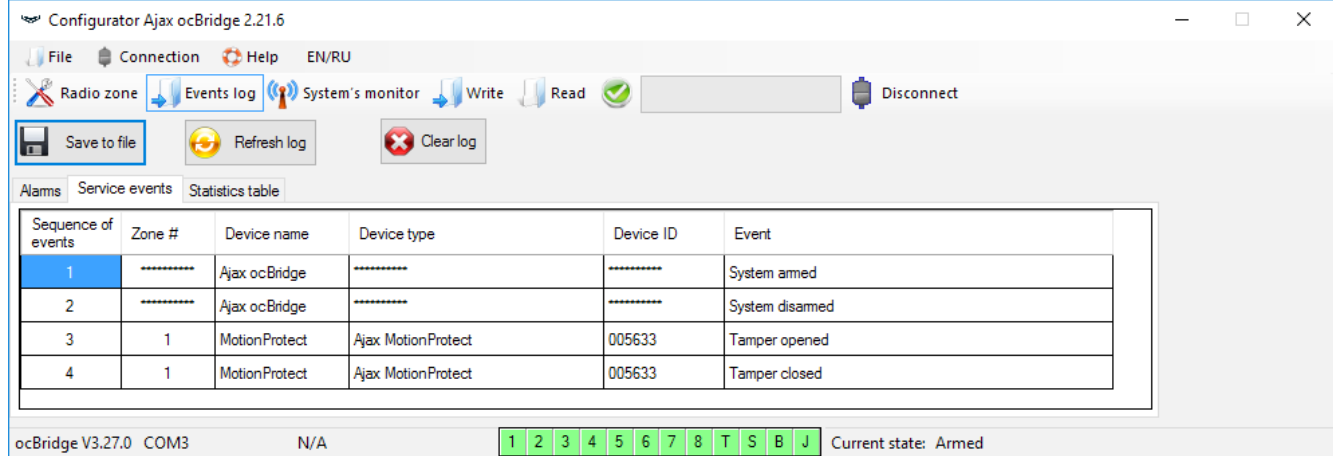 Configurator Ajax ocBridge 2.21.6
File Connection Help EN/RU
Radio zone Events log System's monitor Write Read Disconnect
Save to file Refresh log Clear log
Alarms Service events Statistics table
Sequence of events Zone # Device name Device type Device ID Event
1 ********** Ajax ocBridge ********** ********** System armed
2 ********** Ajax ocBridge ********** ********** System disarmed
3 1 MotionProtect Ajax MotionProtect 005633 Tamper opened
4 1 MotionProtect Ajax MotionProtect 005633 Tamper closed
ocBridge V3.27.0 COM3 N/A 1 2 3 4 5 6 7 8 T S B J Current state: Armed